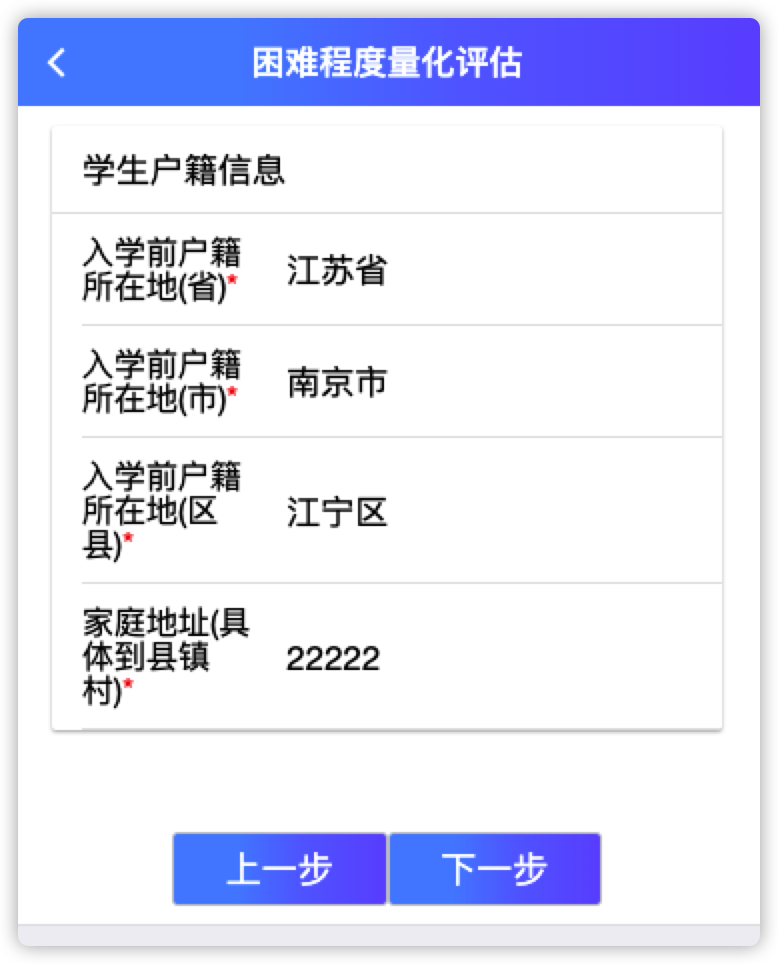 困难程度量化评估
学生户籍信息
入学前户籍
所在地(省)*
江苏省
入学前户籍
所在地(市)*
南京市
入学前户籍
所在地(区
县)*
江宁区
家庭地址(具
体到县镇
村)*
22222
上一步
下一步